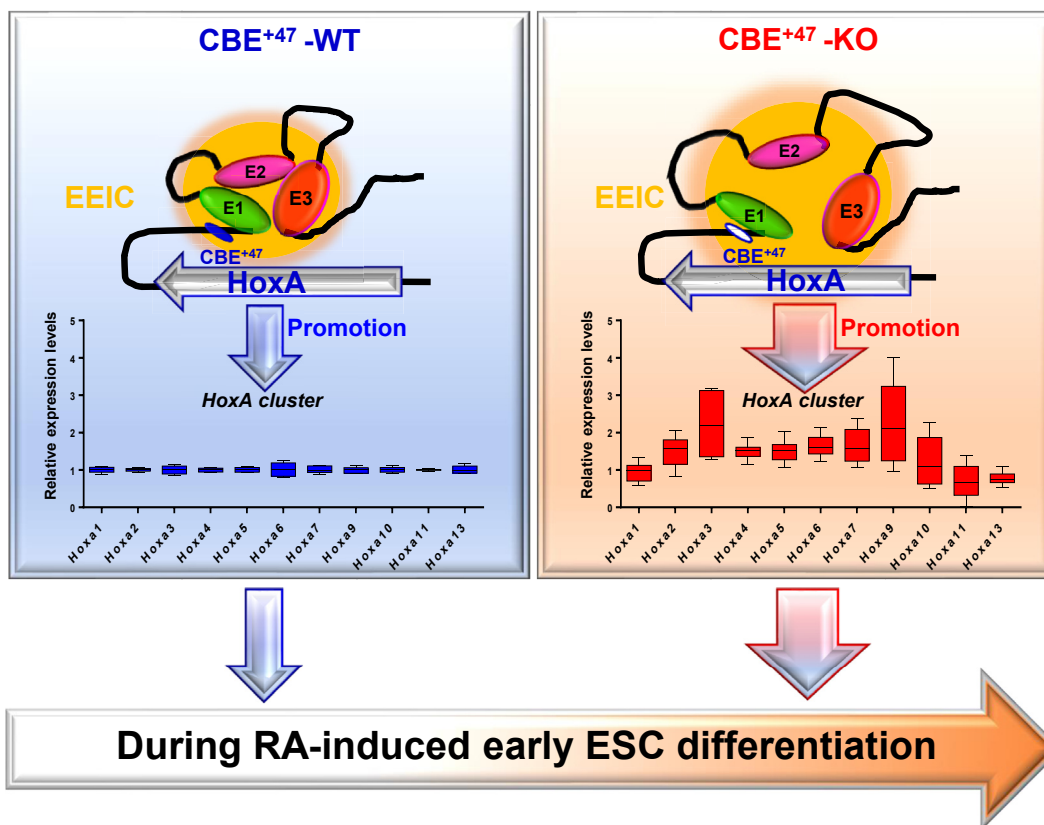 CBE+47 -WT
EEIC
E2
E1
E3
CBE+47
HoxA
Promotion
HoxA cluster
Relative expression levels
5
4
3
2
1
0
Hoxa1
Hoxa2
Hoxa3
Hoxa4
Hoxa5
Hoxa6
Hoxa7
Hoxa9
Hoxa10
Hoxa11
Hoxa13
CBE+47 -KO
EEIC
E2
E1
E3
CBE+47
HoxA
Promotion
HoxA cluster
Relative expression levels
5
4
3
2
1
0
Hoxa1
Hoxa2
Hoxa3
Hoxa4
Hoxa5
Hoxa6
Hoxa7
Hoxa9
Hoxa10
Hoxa11
Hoxa13
During RA-induced early ESC differentiation